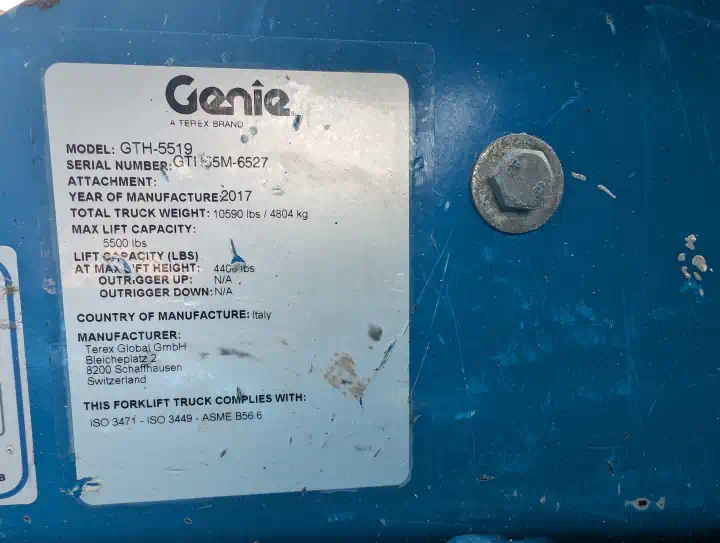 Genie
A TEREX BRAND
MODEL: GTH-5519
SERIAL NUMBER:
ATTACHMENT:
YEAR OF MANUFACTURE: 2017
TOTAL TRUCK WEIGHT: 10590 lbs / 4804 kg
MAX LIFT CAPACITY:
5500 lbs
LIFT CAPACITY (LBS)
AT MAX LIFT HEIGHT: lbs
OUTRIGGER UP: N/A
OUTRIGGER DOWN: N/A
COUNTRY OF MANUFACTURE: Italy
MANUFACTURER:
Terex Global GmbH
Bleicheplatz 2
8200 Schaffhausen
Switzerland
THIS FORKLIFT TRUCK COMPLIES WITH:
ISO 3471 - ISO 3449 - ASME B56.6
B